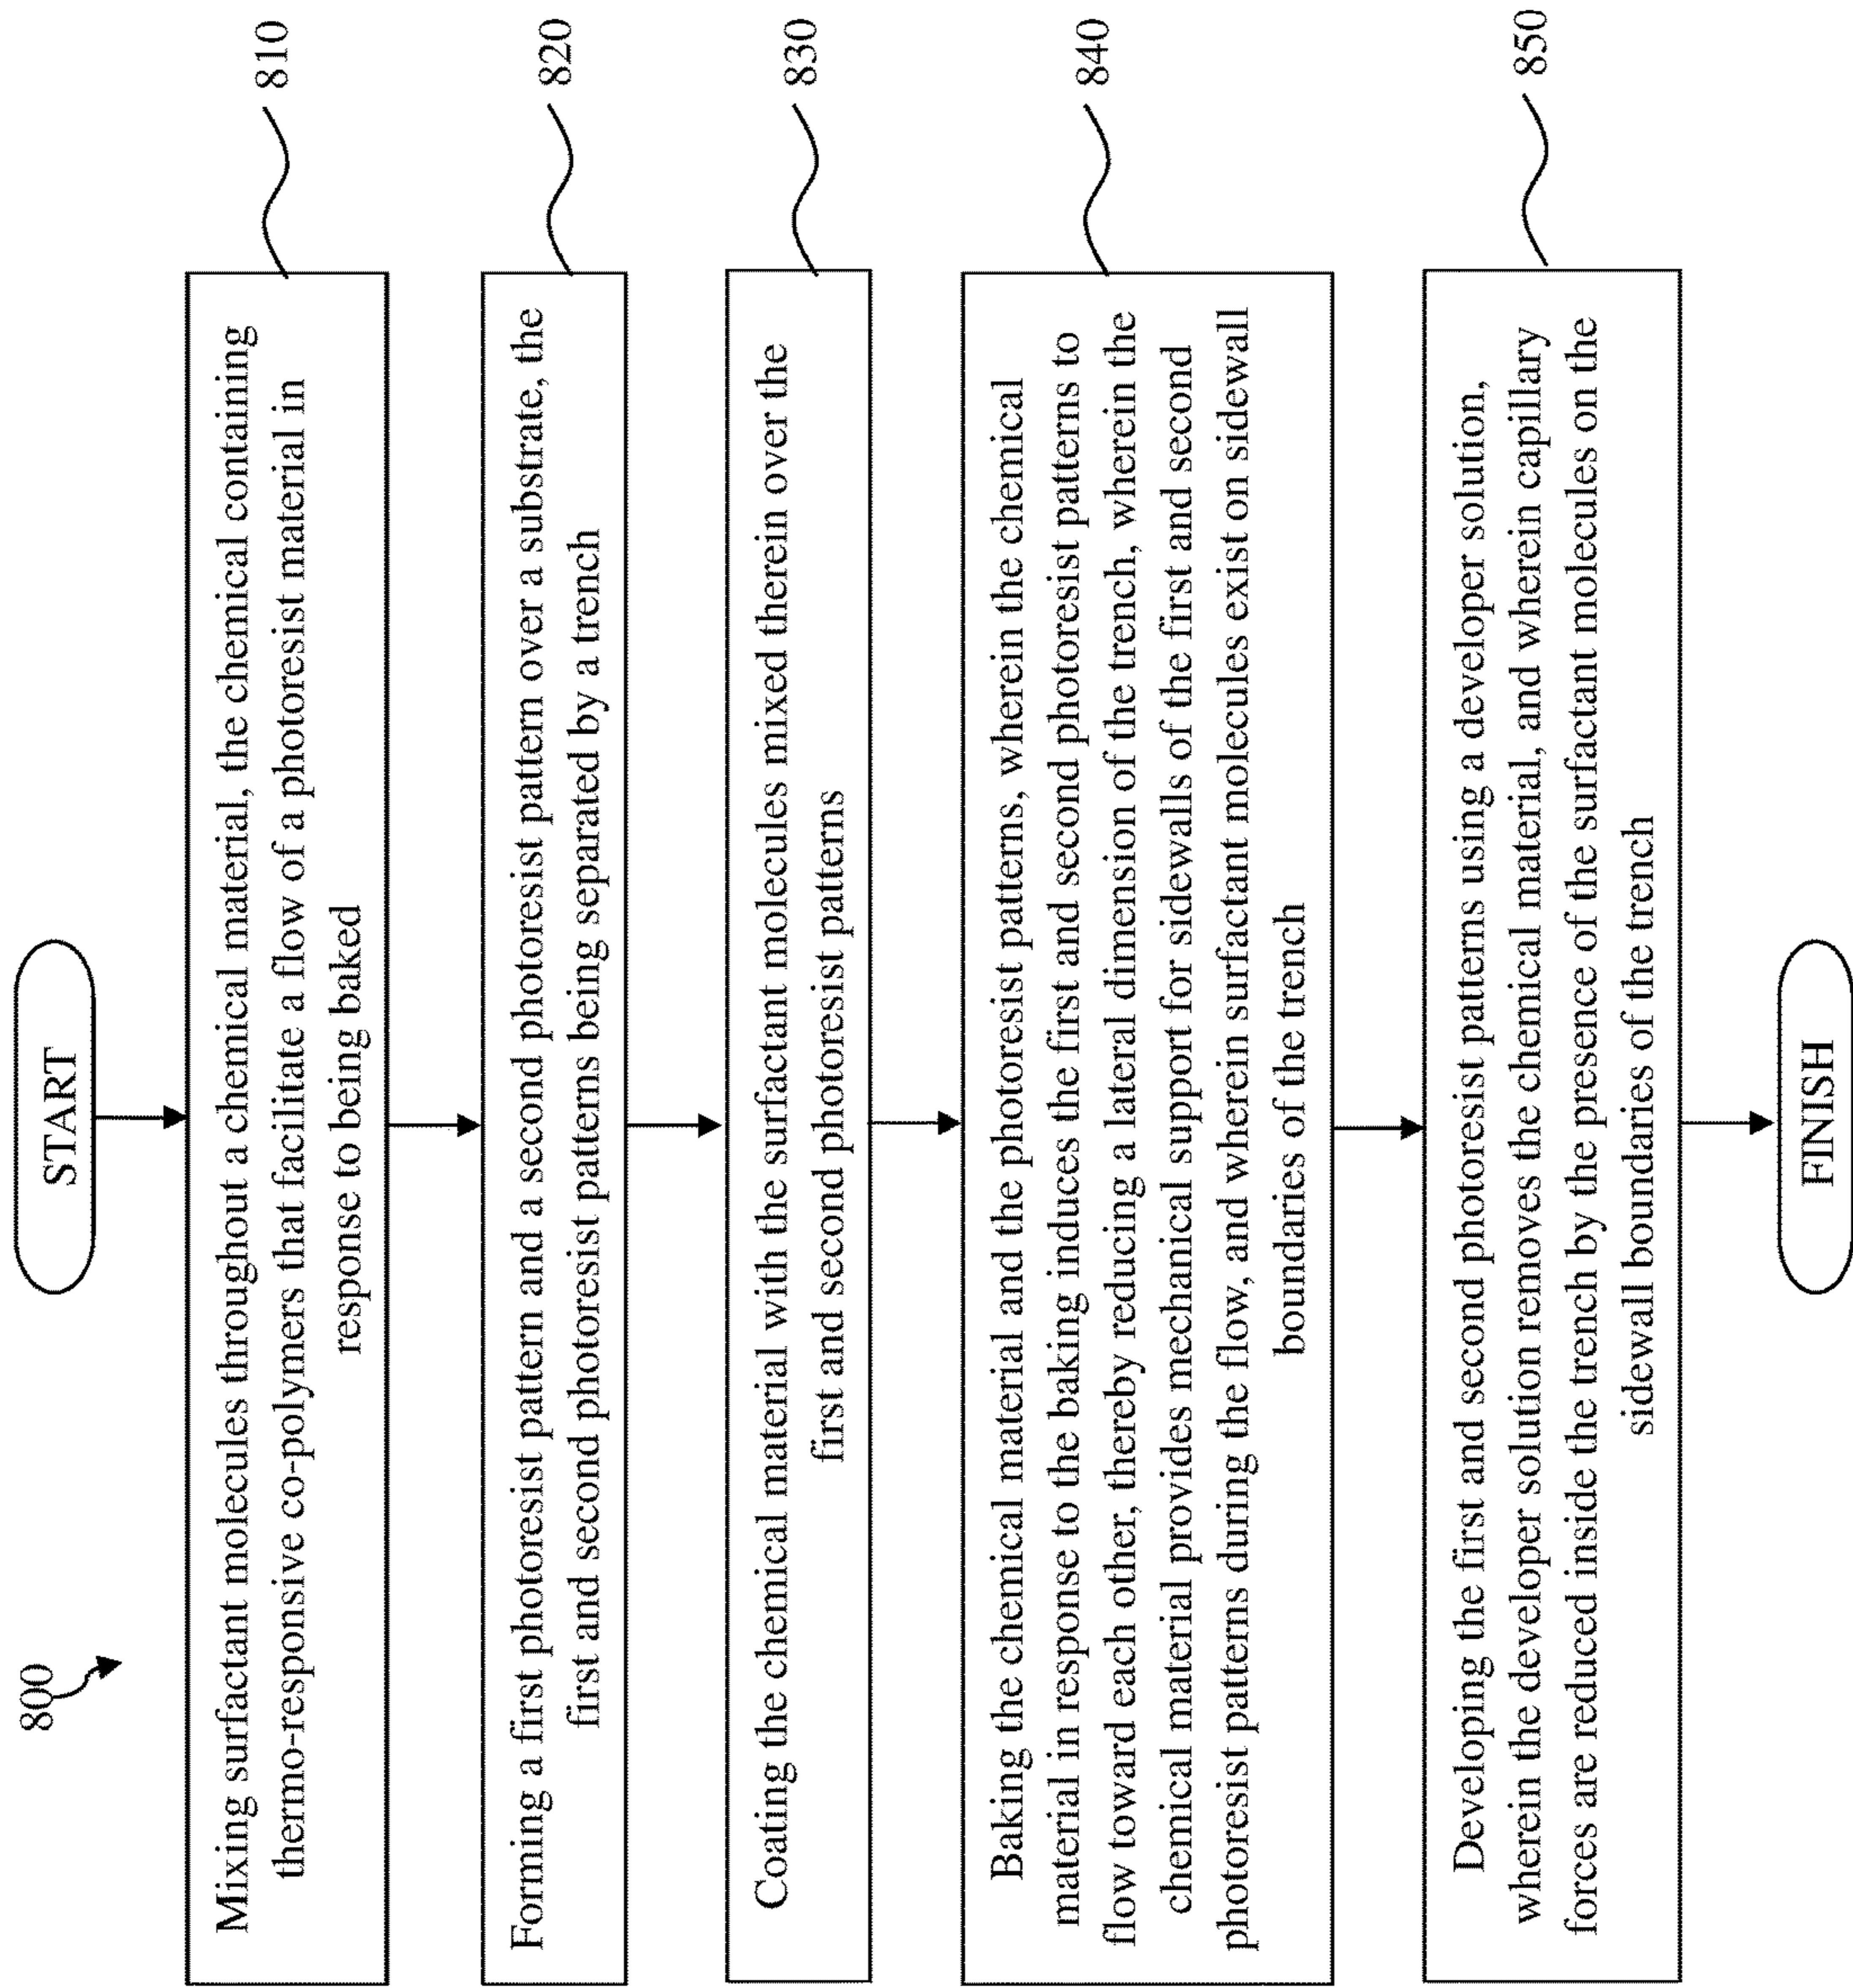 800
START
Mixing surfactant molecules throughout a chemical material, the chemical containing
thermo-responsive co-polymers that facilitate a flow of a photoresist material in
response to being baked
810
Forming a first photoresist pattern and a second photoresist pattern over a substrate, the
first and second photoresist patterns being separated by a trench
820
Coating the chemical material with the surfactant molecules mixed therein over the
first and second photoresist patterns
830
Baking the chemical material and the photoresist patterns, wherein the chemical
material in response to the baking induces the first and second photoresist patterns to
flow toward each other, thereby reducing a lateral dimension of the trench, wherein the
chemical material provides mechanical support for sidewalls of the first and second
photoresist patterns during the flow, and wherein surfactant molecules exist on sidewall
boundaries of the trench
840
Developing the first and second photoresist patterns using a developer solution,
wherein the developer solution removes the chemical material, and wherein capillary
forces are reduced inside the trench by the presence of the surfactant molecules on the
sidewall boundaries of the trench
850
FINISH